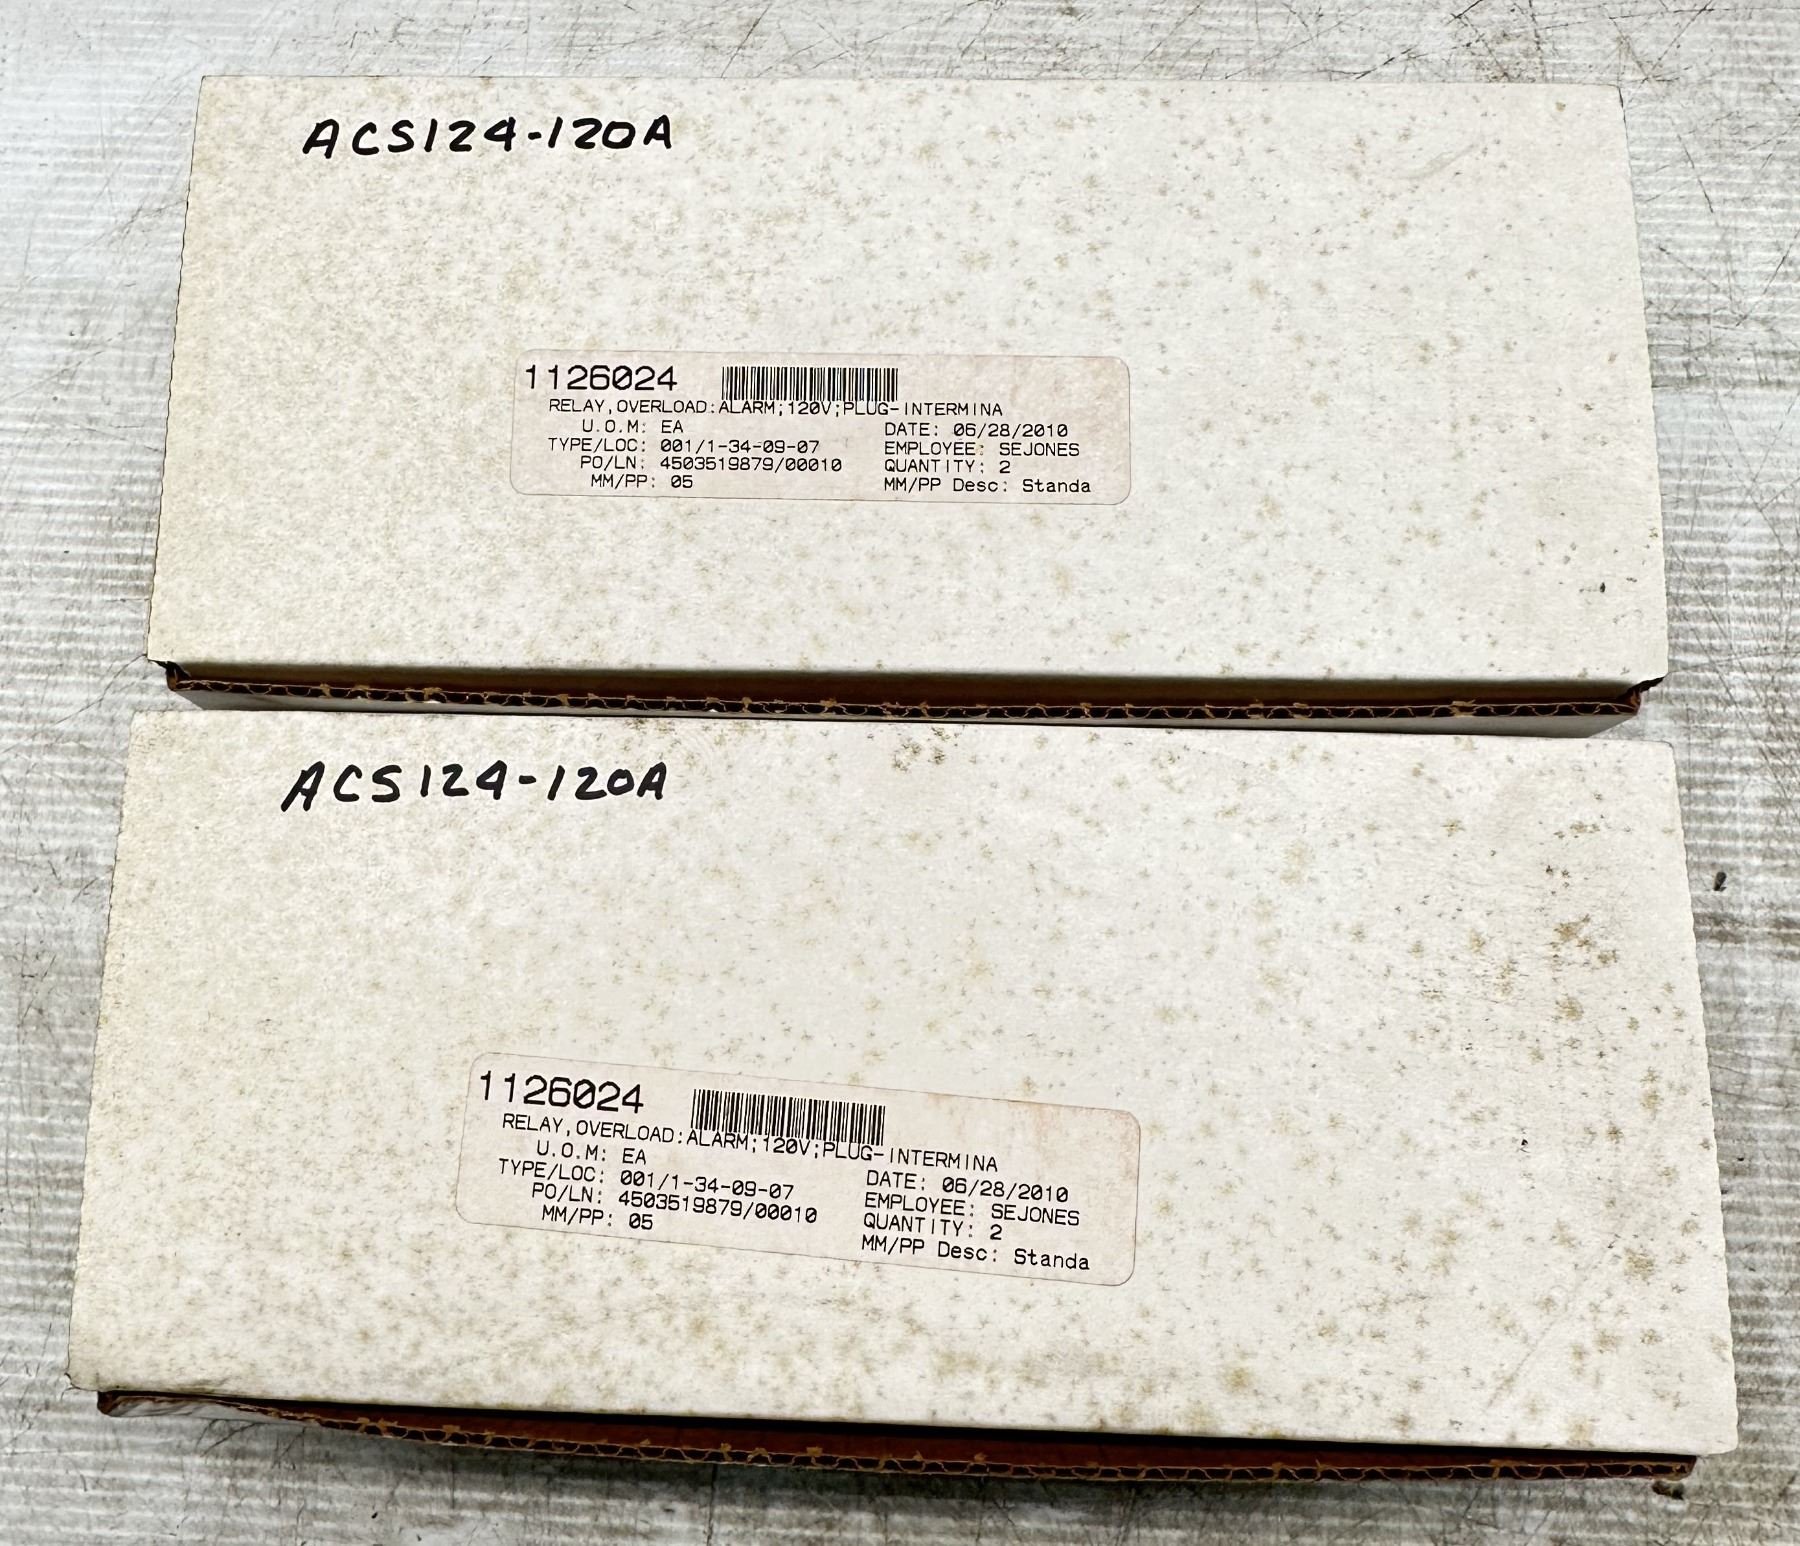 ACS124-120A
1126024
RELAY,OVERLOAD:ALARM;120V;PLUG-INTERMINA
U.O.M: EA
DATE: 06/28/2010
TYPE/LOC: 001/1-34-09-07
EMPLOYEE: SEJONES
PO/LN: 4503519879/00010
QUANTITY: 2
MM/PP: 05
MM/PP Desc: Standa
ACS124-120A
1126024
RELAY,OVERLOAD:ALARM;120V;PLUG-INTERMINA
U.O.M: EA
DATE: 06/28/2010
TYPE/LOC: 001/1-34-09-07
EMPLOYEE: SEJONES
PO/LN: 4503519879/00010
QUANTITY: 2
MM/PP: 05
MM/PP Desc: Standa